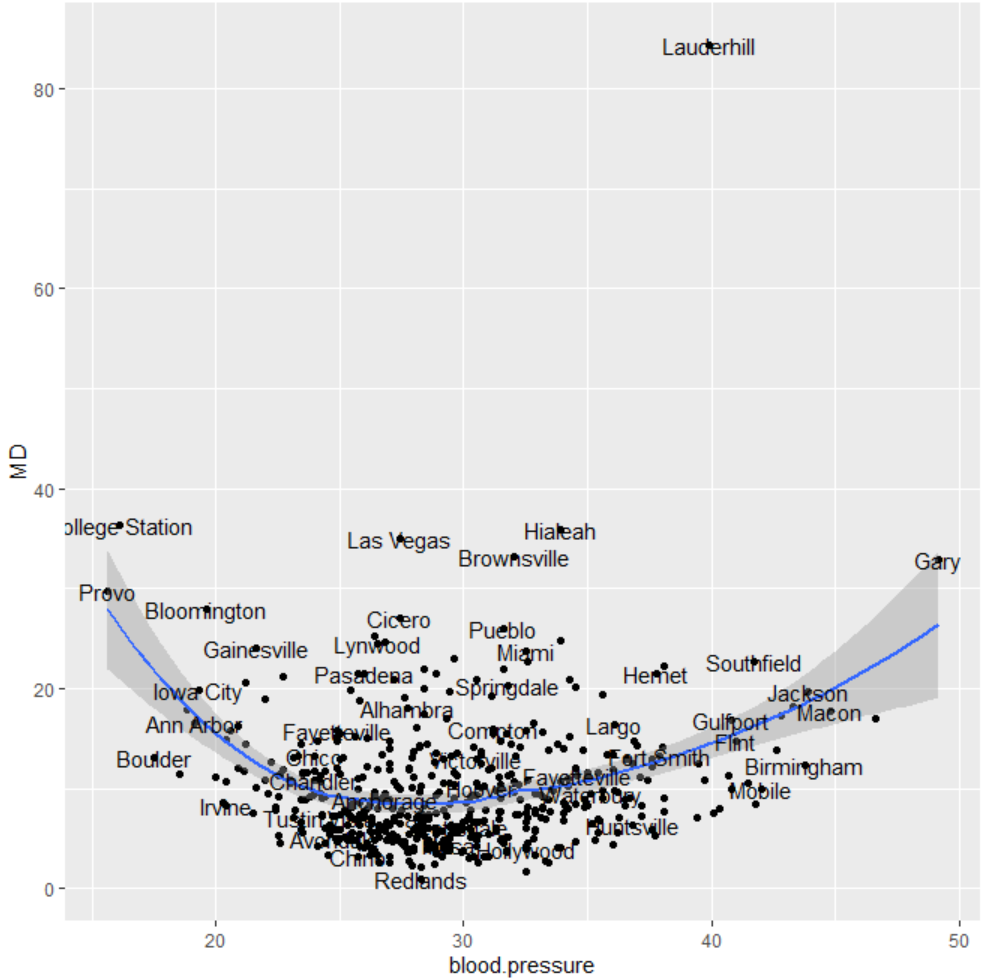 Lauderhill
80
60
MD
40
ollege Station
Hialeah
Las Vegas
Brownsville
Gary
Provo
Bloomington
Cicero
Pueblo
Lynwood
Gainesville
Miami
Southfield
Pasadena
Hemet
Springdale
20
Iowa City
Jackson
Alhambra
Macon
Ann Arbor
Gulfport
Fayetteville
Compton
Largo
Flint
Chico
Boulder
Victorville
Fort Smith
Birmingham
Chandler
Fayetteville
Hoover
Waterbury
Mobile
Anchorage
Irvine
Tustin
Huntsville
Avondale
Hollywood
Chino
Redlands
0
20 30 40 50
blood.pressure